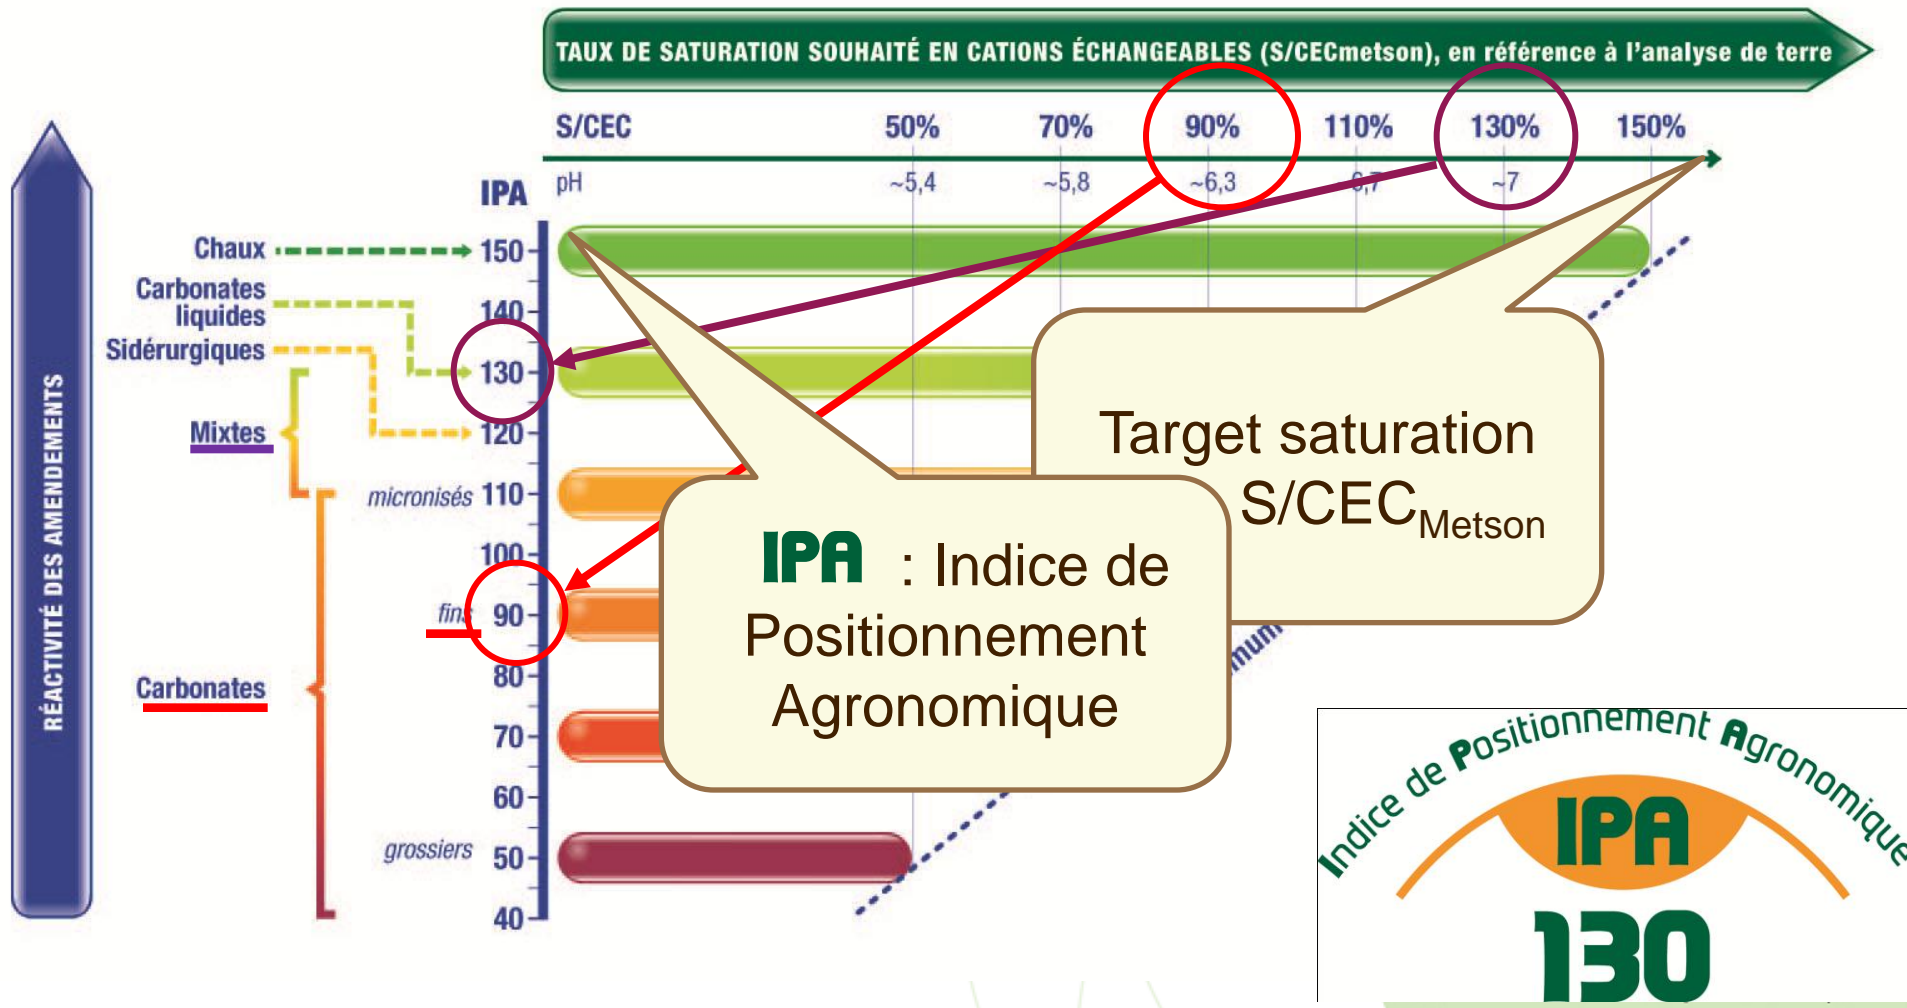 TAUX DE SATURATION SOUHAITÉ EN CATIONS ÉCHANGEABLES (S/CECmetson), en référence à l'analyse de terre
S/CEC 50% 70% 90% 110% 130% 150%
IPA pH ~5,4 ~5,8 ~6,3 ~7
RÉACTIVITÉ DES AMENDEMENTS
Chaux 150
Carbonates
liquides
140
Sidérurgiques
130
Mixtes 120
micronisés 110
100
fins 90
80
Carbonates
70
60
grossiers 50
40
Target saturation
S/CECMetson
IPA : Indice de
Positionnement
Agronomique
Indice de Positionnement Agronomique
IPA
130